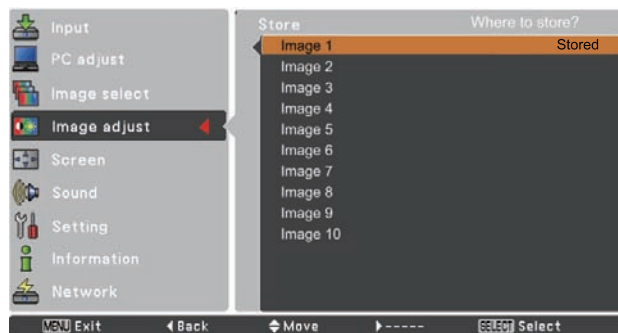 Input
PC adjust
Image select
Image adjust
Screen
Sound
Setting
Information
Network
Store Where to store?
Image 1 Stored
Image 2
Image 3
Image 4
Image 5
Image 6
Image 7
Image 8
Image 9
Image 10
MENU Exit Back Move ----- SELECT Select